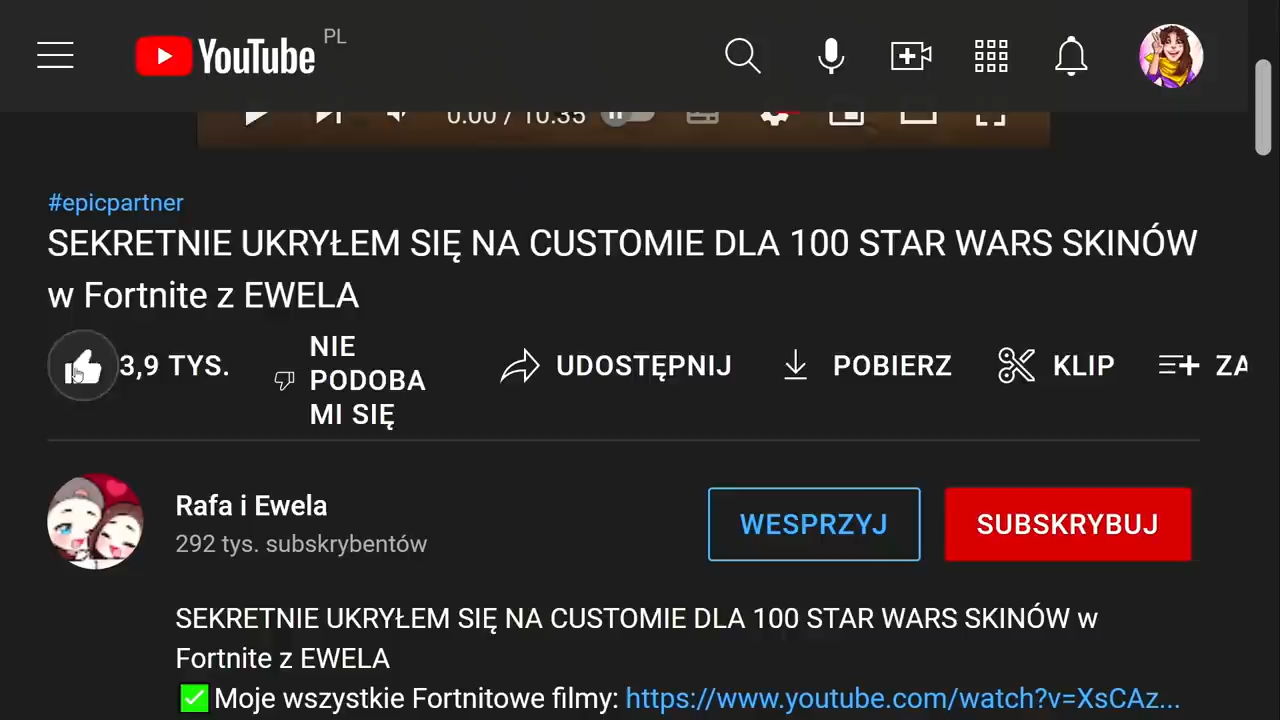 YouTube PL
0:00 / 10:35
#epicpartner
SEKRETNIE UKRYŁEM SIĘ NA CUSTOMIE DLA 100 STAR WARS SKINÓW
w Fortnite z EWELA
3,9 TYS.
NIE
PODOBA
MI SIĘ
UDOSTĘPNIJ
POBIERZ
KLIP
ZA
Rafa i Ewela
292 tys. subskrybentów
WESPRZYJ
SUBSKRYBUJ
SEKRETNIE UKRYŁEM SIĘ NA CUSTOMIE DLA 100 STAR WARS SKINÓW w
Fortnite z EWELA
✅Moje wszystkie Fortnitowe filmy: https://www.youtube.com/watch?v=XsCAz...